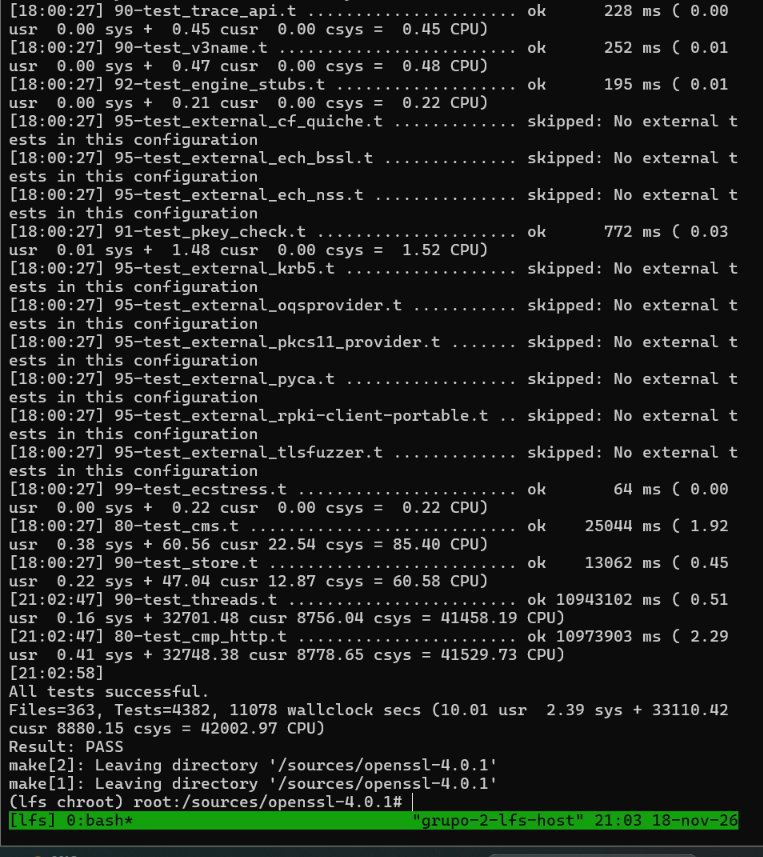 [18:00:27] 90-test_trace_api.t ...................... ok      228 ms ( 0.00
usr  0.00 sys +  0.45 cusr  0.00 csys =  0.45 CPU)
[18:00:27] 90-test_v3name.t ......................... ok      252 ms ( 0.01
usr  0.00 sys +  0.47 cusr  0.00 csys =  0.48 CPU)
[18:00:27] 92-test_engine_stubs.t ................... ok      195 ms ( 0.01
usr  0.00 sys +  0.21 cusr  0.00 csys =  0.22 CPU)
[18:00:27] 95-test_external_cf_quiche.t ............. skipped: No external t
ests in this configuration
[18:00:27] 95-test_external_ech_bssl.t .............. skipped: No external t
ests in this configuration
[18:00:27] 95-test_external_ech_nss.t ............... skipped: No external t
ests in this configuration
[18:00:27] 91-test_pkey_check.t ..................... ok      772 ms ( 0.03
usr  0.01 sys +  1.48 cusr  0.00 csys =  1.52 CPU)
[18:00:27] 95-test_external_krb5.t .................. skipped: No external t
ests in this configuration
[18:00:27] 95-test_external_oqsprovider.t ........... skipped: No external t
ests in this configuration
[18:00:27] 95-test_external_pkcs11_provider.t ....... skipped: No external t
ests in this configuration
[18:00:27] 95-test_external_pyca.t .................. skipped: No external t
ests in this configuration
[18:00:27] 95-test_external_rpki-client-portable.t .. skipped: No external t
ests in this configuration
[18:00:27] 95-test_external_tlsfuzzer.t ............. skipped: No external t
ests in this configuration
[18:00:27] 99-test_ecstress.t ....................... ok       64 ms ( 0.00
usr  0.00 sys +  0.22 cusr  0.00 csys =  0.22 CPU)
[18:00:27] 80-test_cms.t ............................ ok    25044 ms ( 1.92
usr  0.38 sys + 60.56 cusr 22.54 csys = 85.40 CPU)
[18:00:27] 90-test_store.t .......................... ok    13062 ms ( 0.45
usr  0.22 sys + 47.04 cusr 12.87 csys = 60.58 CPU)
[21:02:47] 90-test_threads.t ........................ ok 10943102 ms ( 0.51
usr  0.16 sys + 32701.48 cusr 8756.04 csys = 41458.19 CPU)
[21:02:47] 80-test_cmp_http.t ....................... ok 10973903 ms ( 2.29
usr  0.41 sys + 32748.38 cusr 8778.65 csys = 41529.73 CPU)
[21:02:58]
All tests successful.
Files=363, Tests=4382, 11078 wallclock secs (10.01 usr  2.39 sys + 33110.42
cusr 8880.15 csys = 42002.97 CPU)
Result: PASS
make[2]: Leaving directory '/sources/openssl-4.0.1'
make[1]: Leaving directory '/sources/openssl-4.0.1'
(lfs chroot) root:/sources/openssl-4.0.1#
[lfs] 0:bash* "grupo-2-lfs-host" 21:03 18-nov-26